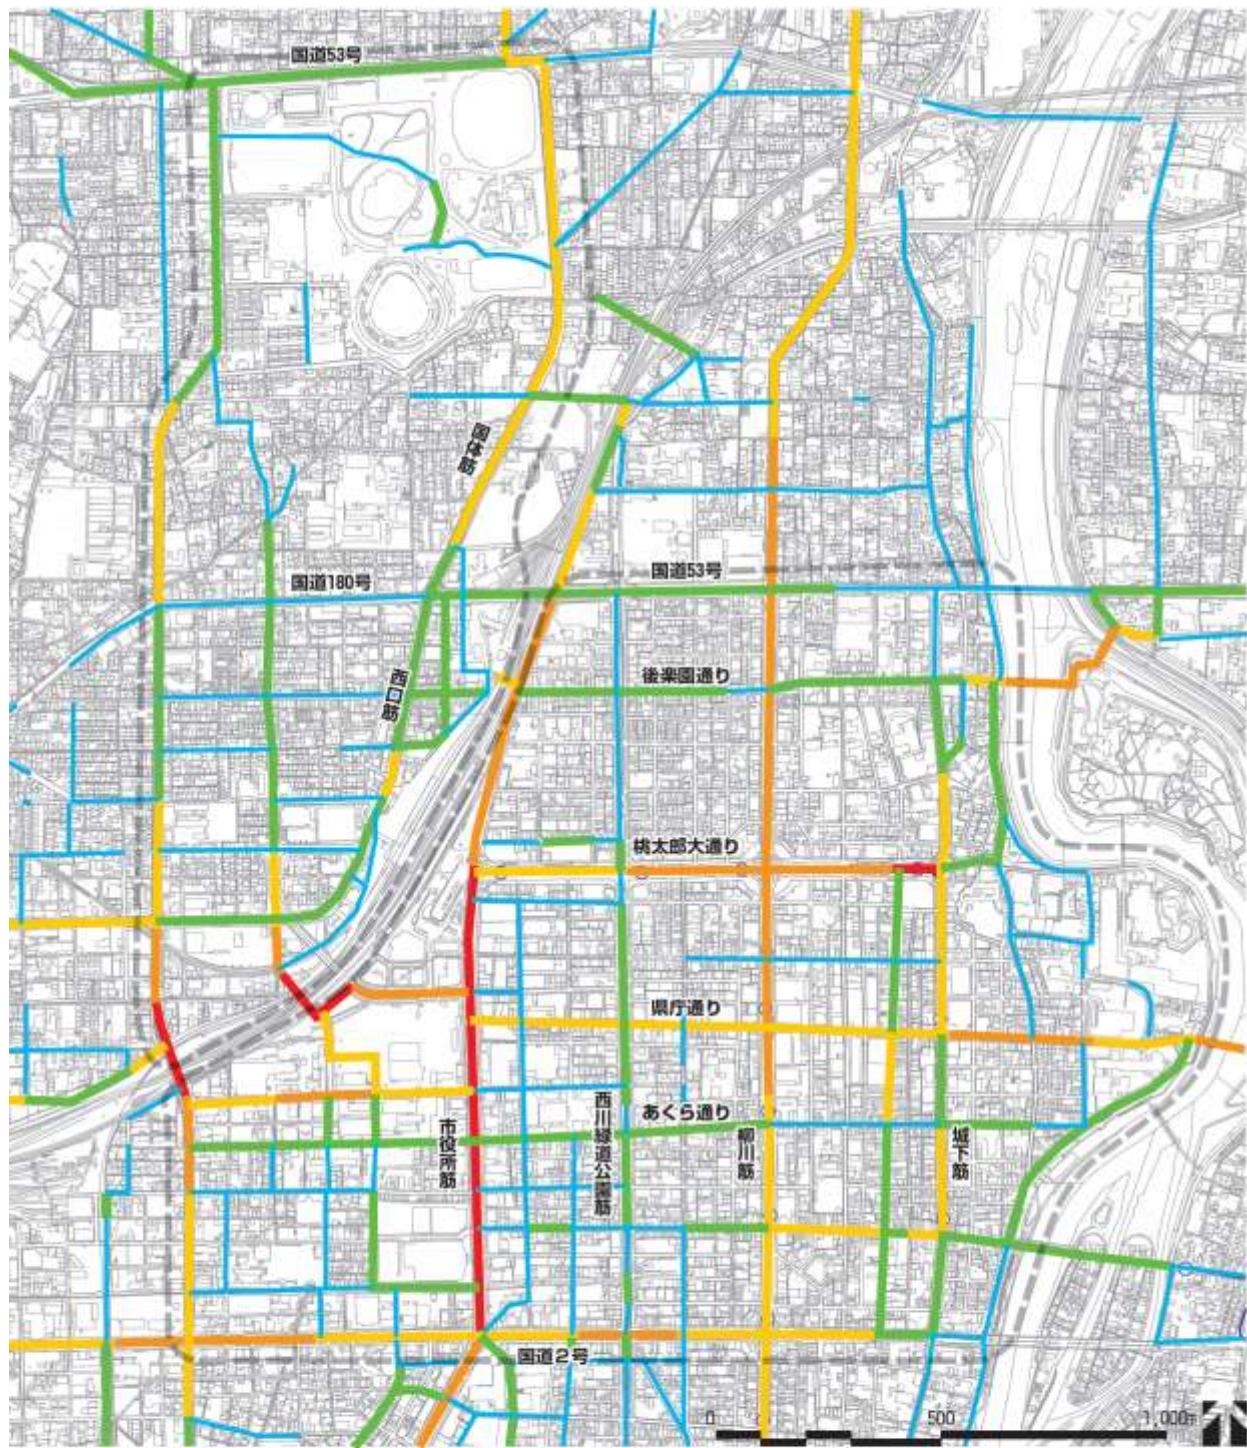 国道53号
国体筋
国道180号
国道53号
西口筋
後楽園通り
桃太郎大通り
県庁通り
あくら通り
市役所筋
西川緑道公園筋
柳川筋
城下筋
国道2号
0
500
1,000m